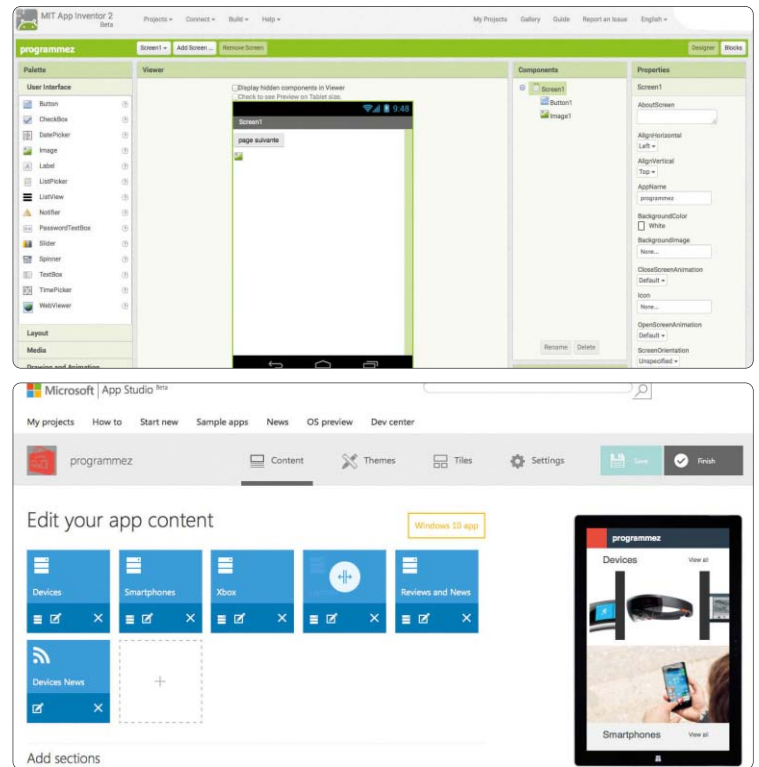 MIT App Inventor 2
Beta
Projects Connect Build Help
My Projects Gallery Guide Report an Issue English
programmez
Screen1 Add Screen ... Remove Screen
Designer Blocks
Palette
User Interface
Button
CheckBox
DatePicker
Image
Label
ListPicker
ListView
Notifier
PasswordTextBox
Slider
Spinner
TextBox
TimePicker
WebViewer
Layout
Media
Drawing and Animation
Viewer
Display hidden components in Viewer
Check to see Preview on Tablet size.
9:48
Screen1
page suivante
Components
Screen1
Button1
Image1
Rename Delete
Properties
Screen1
AboutScreen
AlignHorizontal
Left
AlignVertical
Top
AppName
programmez
BackgroundColor
White
BackgroundImage
None...
CloseScreenAnimation
Default
Icon
None...
OpenScreenAnimation
Default
ScreenOrientation
Unspecified
Microsoft | App Studio Beta
My projects How to Start new Sample apps News OS preview Dev center
programmez
Content Themes Tiles Settings Save Finish
Edit your app content
Windows 10 app
Devices
Smartphones
Xbox
Reviews and News
Devices News
+
Add sections
programmez
Devices View all
Smartphones View all